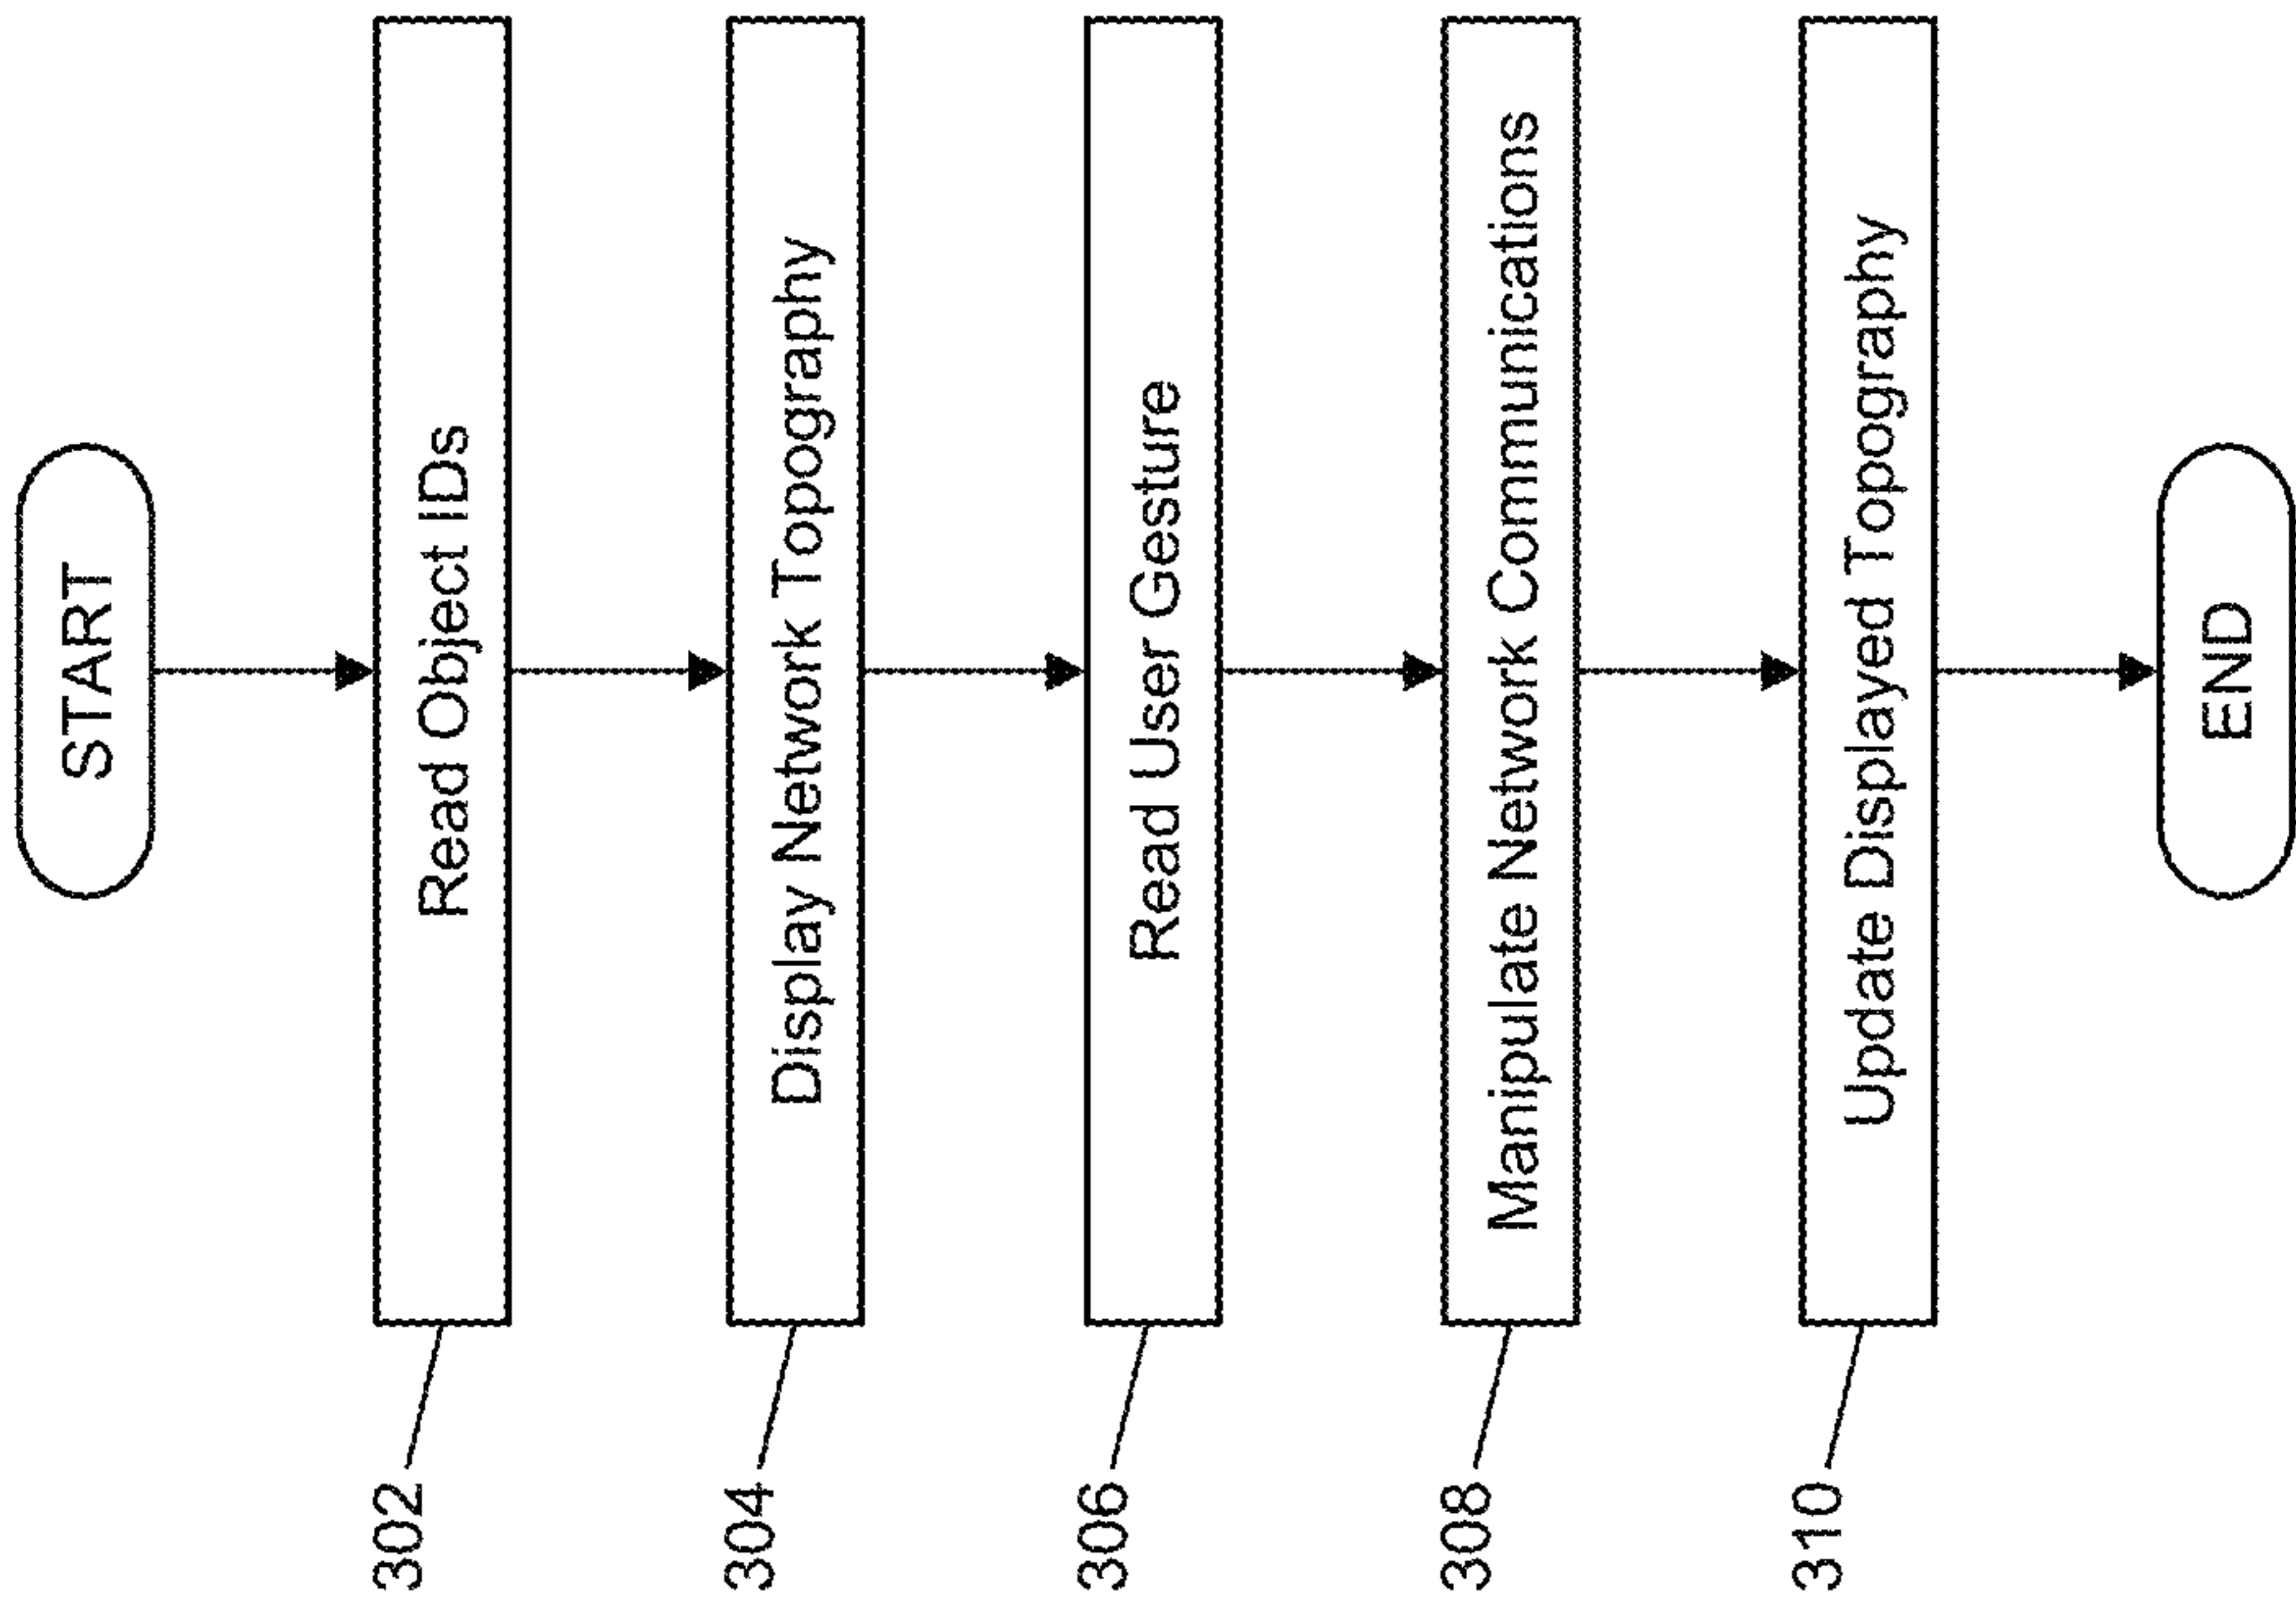 START
302
Read Object IDs
304
Display Network Topography
306
Read User Gesture
308
Manipulate Network Communications
310
Update Displayed Topography
END